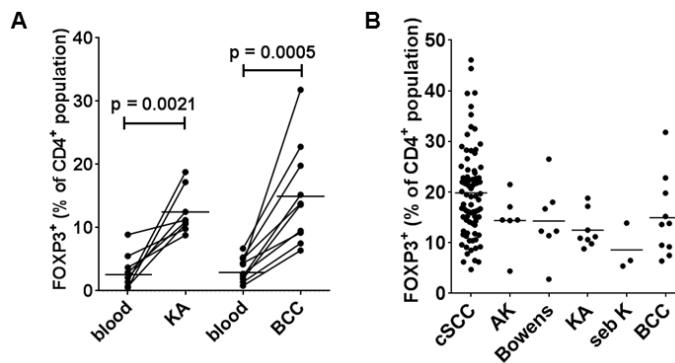 A
FOXP3⁺ (% of CD4⁺ population)
40
30
20
10
0
p = 0.0021
p = 0.0005
blood
KA
blood
BCC
B
FOXP3⁺ (% of CD4⁺ population)
50
40
30
20
10
0
cSCC
AK
Bowens
KA
seb K
BCC